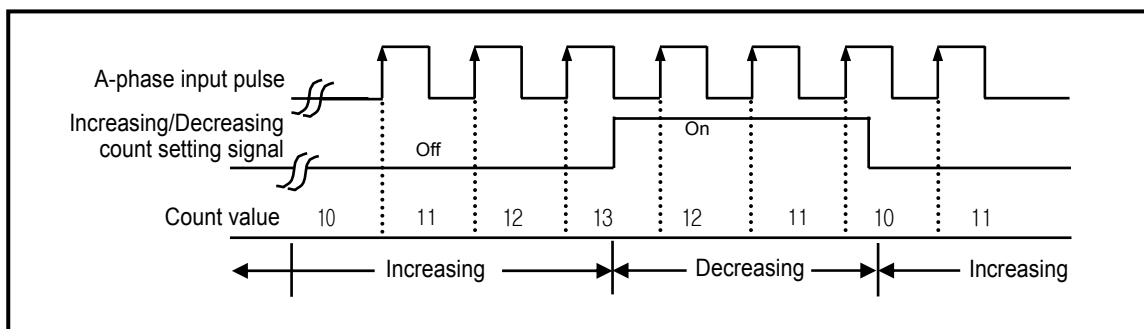 A-phase input pulse
Increasing/Decreasing
count setting signal
Off
On
Count value
10 11 12 13 12 11 10 11
Increasing Decreasing Increasing